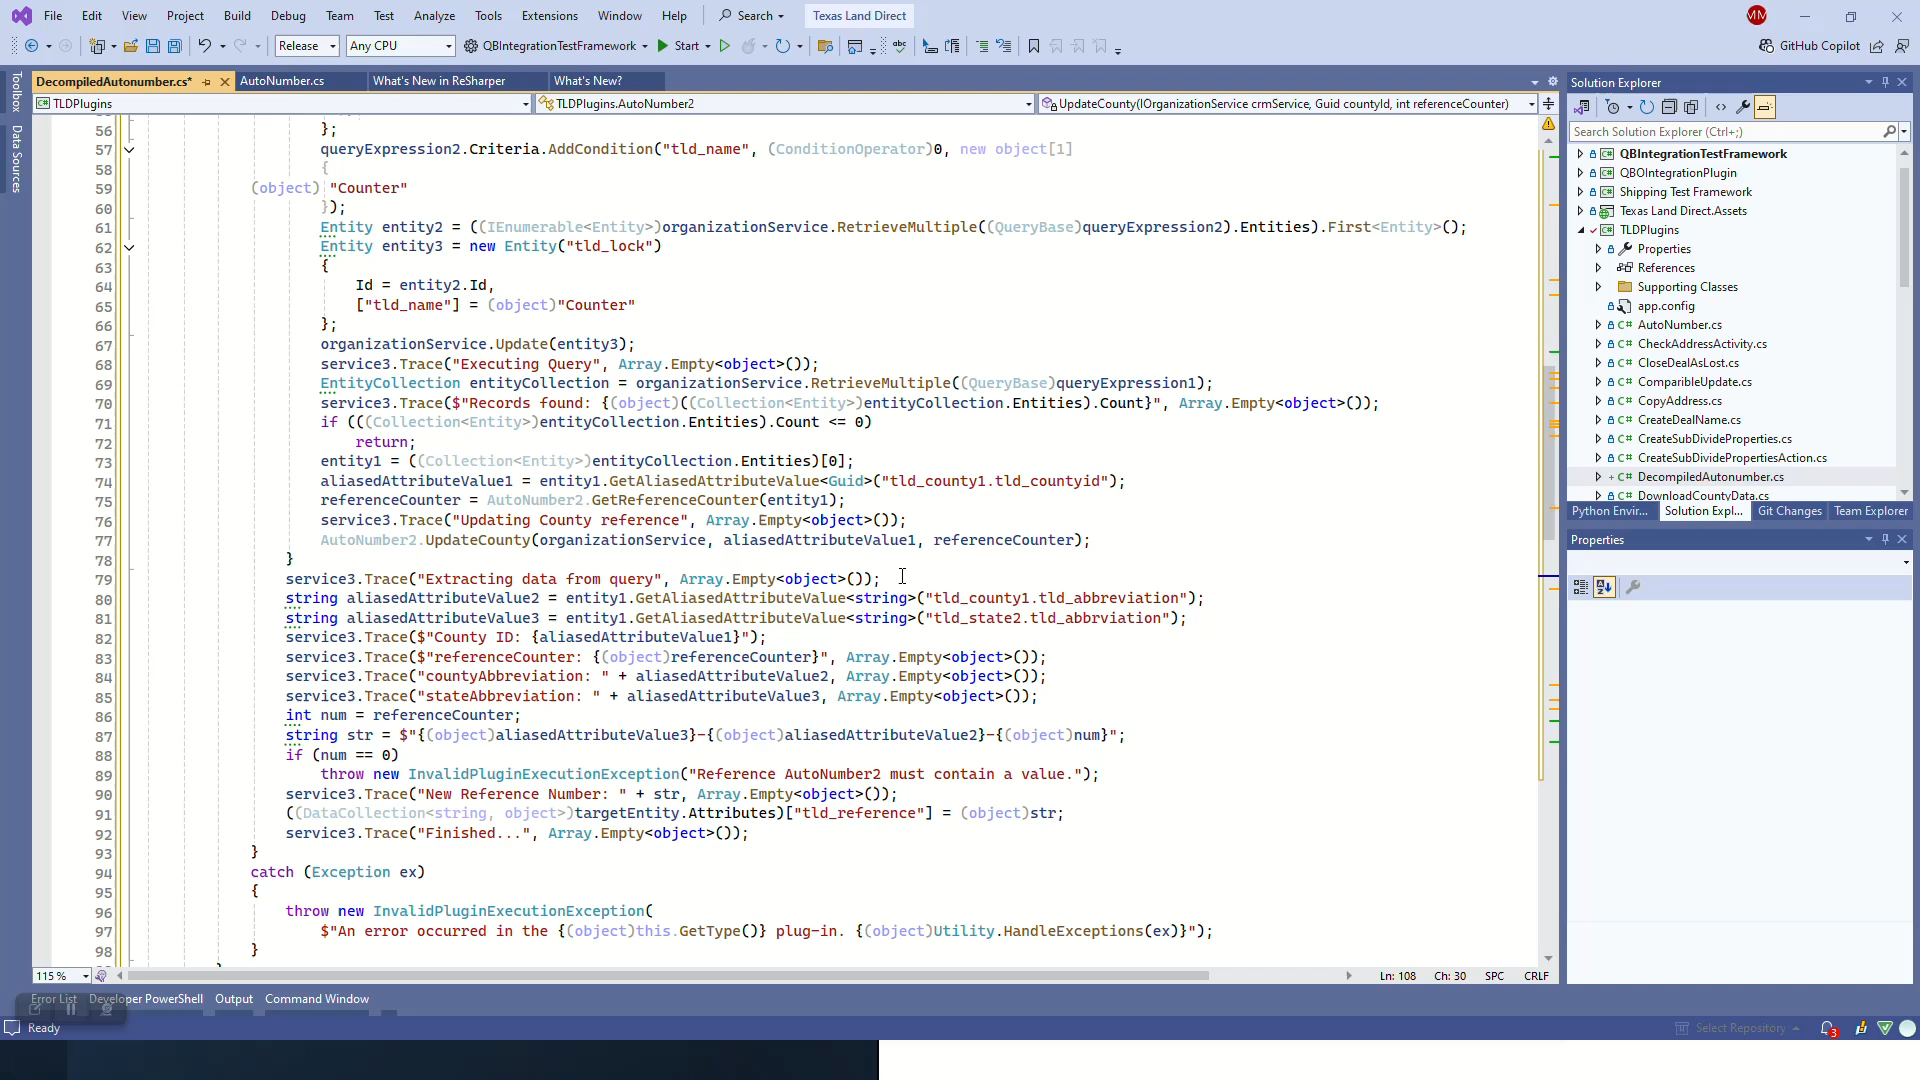 File Edit View Project Build Debug Team Test Analyze Tools Extensions Window Help Search Texas Land Direct MM
Release Any CPU QBIntegrationTestFramework Start abc GitHub Copilot
DecompiledAutonumber.cs* AutoNumber.cs What's New in ReSharper What's New?
TLDPlugins TLDPlugins.AutoNumber2 UpdateCounty(IOrganizationService crmService, Guid countyId, int referenceCounter)
Toolbox
Data Sources
56 };
57 queryExpression2.Criteria.AddCondition("tld_name", (ConditionOperator)0, new object[1]
58 {
59 (object) "Counter"
60 });
61 Entity entity2 = ((IEnumerable<Entity>)organizationService.RetrieveMultiple((QueryBase)queryExpression2).Entities).First<Entity>();
62 Entity entity3 = new Entity("tld_lock")
63 {
64 Id = entity2.Id,
65 ["tld_name"] = (object)"Counter"
66 };
67 organizationService.Update(entity3);
68 service3.Trace("Executing Query", Array.Empty<object>());
69 EntityCollection entityCollection = organizationService.RetrieveMultiple((QueryBase)queryExpression1);
70 service3.Trace($"Records found: {(object)((Collection<Entity>)entityCollection.Entities).Count}", Array.Empty<object>());
71 if (((Collection<Entity>)entityCollection.Entities).Count <= 0)
72 return;
73 entity1 = ((Collection<Entity>)entityCollection.Entities)[0];
74 aliasedAttributeValue1 = entity1.GetAliasedAttributeValue<Guid>("tld_county1.tld_countyid");
75 referenceCounter = AutoNumber2.GetReferenceCounter(entity1);
76 service3.Trace("Updating County reference", Array.Empty<object>());
77 AutoNumber2.UpdateCounty(organizationService, aliasedAttributeValue1, referenceCounter);
78 }
79 service3.Trace("Extracting data from query", Array.Empty<object>());
80 string aliasedAttributeValue2 = entity1.GetAliasedAttributeValue<string>("tld_county1.tld_abbreviation");
81 string aliasedAttributeValue3 = entity1.GetAliasedAttributeValue<string>("tld_state2.tld_abbrviation");
82 service3.Trace($"County ID: {aliasedAttributeValue1}");
83 service3.Trace($"referenceCounter: {(object)referenceCounter}", Array.Empty<object>());
84 service3.Trace("countyAbbreviation: " + aliasedAttributeValue2, Array.Empty<object>());
85 service3.Trace("stateAbbreviation: " + aliasedAttributeValue3, Array.Empty<object>());
86 int num = referenceCounter;
87 string str = $"{(object)aliasedAttributeValue3}-{(object)aliasedAttributeValue2}-{(object)num}";
88 if (num == 0)
89 throw new InvalidPluginExecutionException("Reference AutoNumber2 must contain a value.");
90 service3.Trace("New Reference Number: " + str, Array.Empty<object>());
91 ((DataCollection<string, object>)targetEntity.Attributes)["tld_reference"] = (object)str;
92 service3.Trace("Finished...", Array.Empty<object>());
93 }
94 catch (Exception ex)
95 {
96 throw new InvalidPluginExecutionException(
97 $"An error occurred in the {(object)this.GetType()} plug-in. {(object)Utility.HandleExceptions(ex)}");
98 }
115 % Ln: 108 Ch: 30 SPC CRLF
Solution Explorer
Search Solution Explorer (Ctrl+;)
QBIntegrationTestFramework
QBOIntegrationPlugin
Shipping Test Framework
Texas Land Direct.Assets
TLDPlugins
Properties
References
Supporting Classes
app.config
C# AutoNumber.cs
C# CheckAddressActivity.cs
C# CloseDealAsLost.cs
C# ComparibleUpdate.cs
C# CopyAddress.cs
C# CreateDealName.cs
C# CreateSubDivideProperties.cs
C# CreateSubDividePropertiesAction.cs
+ C# DecompiledAutonumber.cs
C# DownloadCountyData.cs
Python Envir... Solution Expl... Git Changes Team Explorer
Properties
Error List Developer PowerShell Output Command Window
Ready Select Repository 3